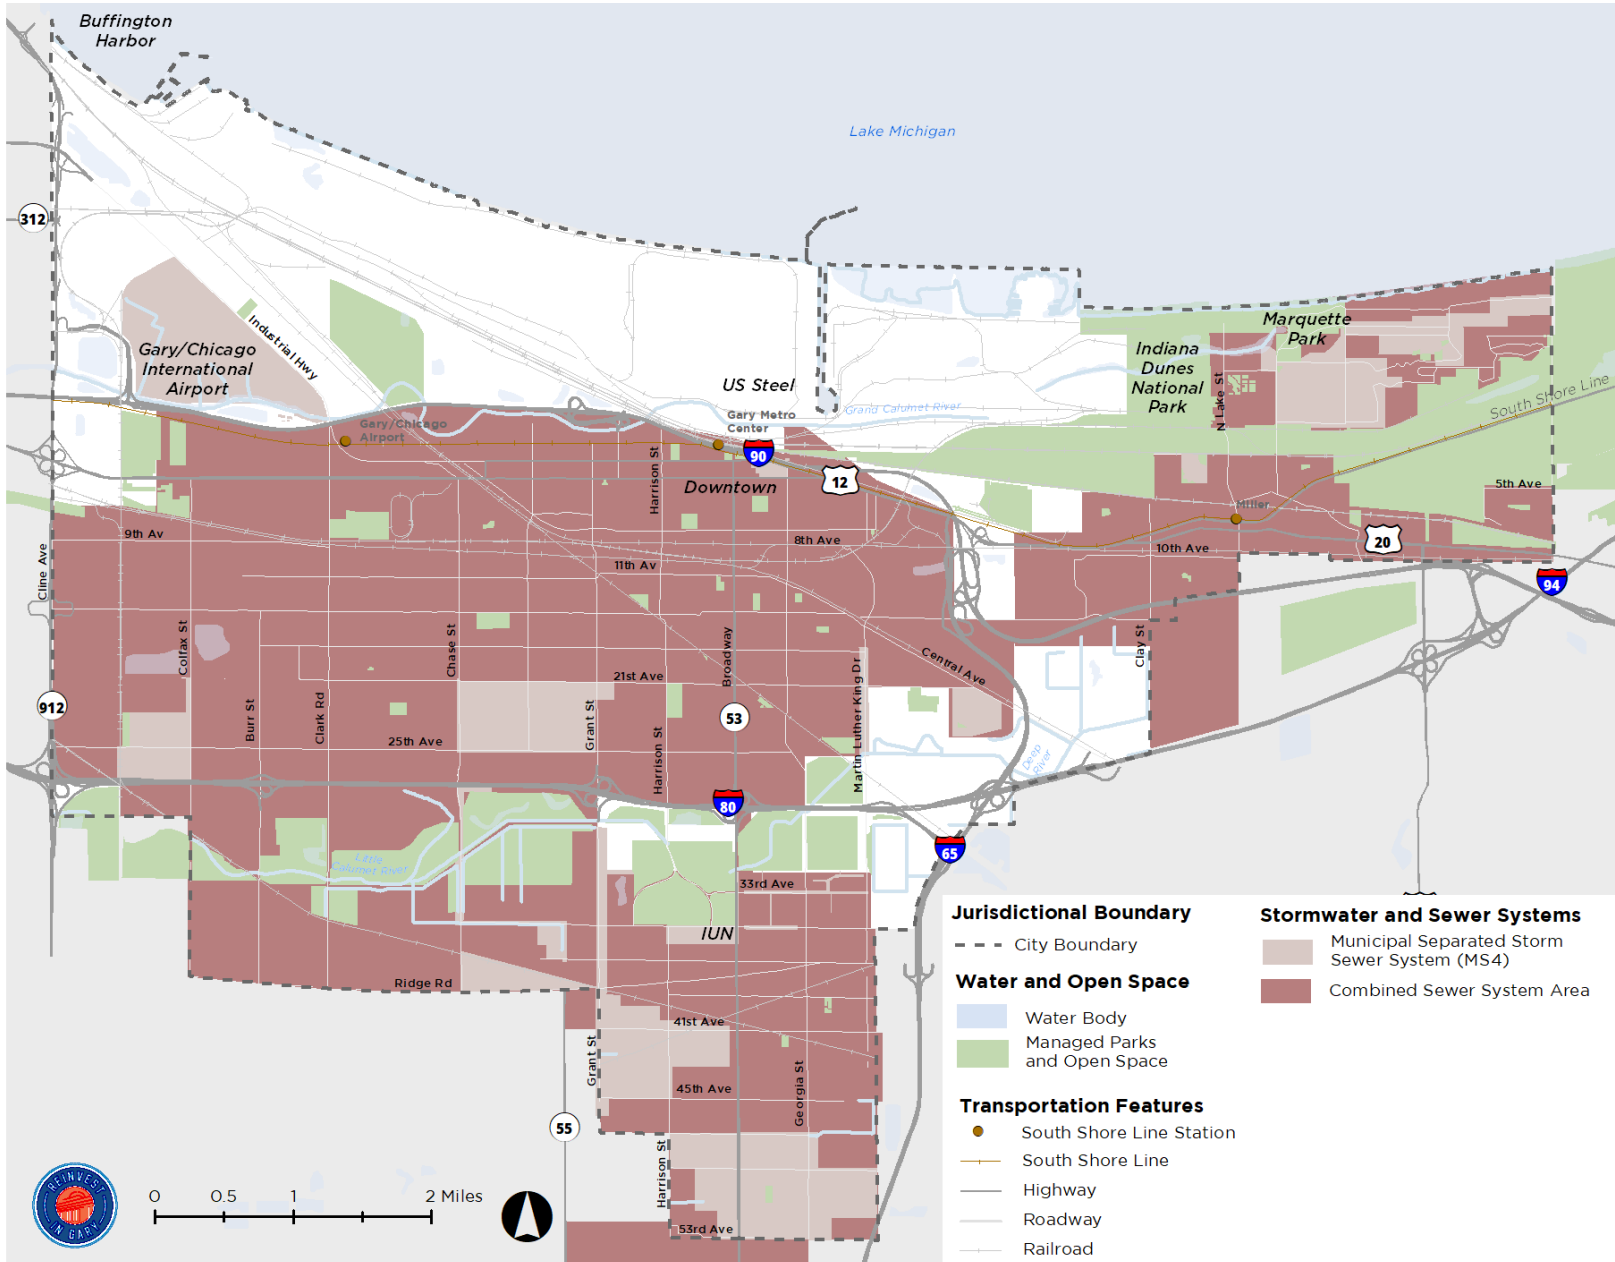 Buffington
Harbor
Lake Michigan
312
Industrial Hwy
Gary/Chicago
International
Airport
US Steel
Marquette
Park
Indiana
Dunes
National
Park
N Lake St
South Shore Line
Grand Calumet River
Gary Metro
Center
Gary/Chicago
Airport
90
12
Harrison St
Downtown
5th Ave
Miller
9th Av
8th Ave
10th Ave
20
11th Av
94
Cline Ave
Colfax St
Chase St
Broadway
Clay St
Central Ave
21st Ave
Martin Luther King Dr
912
Burr St
Clark Rd
Grant St
Harrison St
53
25th Ave
Deep
River
80
65
Little
Calumet River
33rd Ave
IUN
Ridge Rd
41st Ave
Grant St
45th Ave
Georgia St
55
Harrison St
53rd Ave
REINVEST
IN GARY
0 0.5 1 2 Miles
Jurisdictional Boundary
City Boundary
Water and Open Space
Water Body
Managed Parks
and Open Space
Transportation Features
South Shore Line Station
South Shore Line
Highway
Roadway
Railroad
Stormwater and Sewer Systems
Municipal Separated Storm
Sewer System (MS4)
Combined Sewer System Area